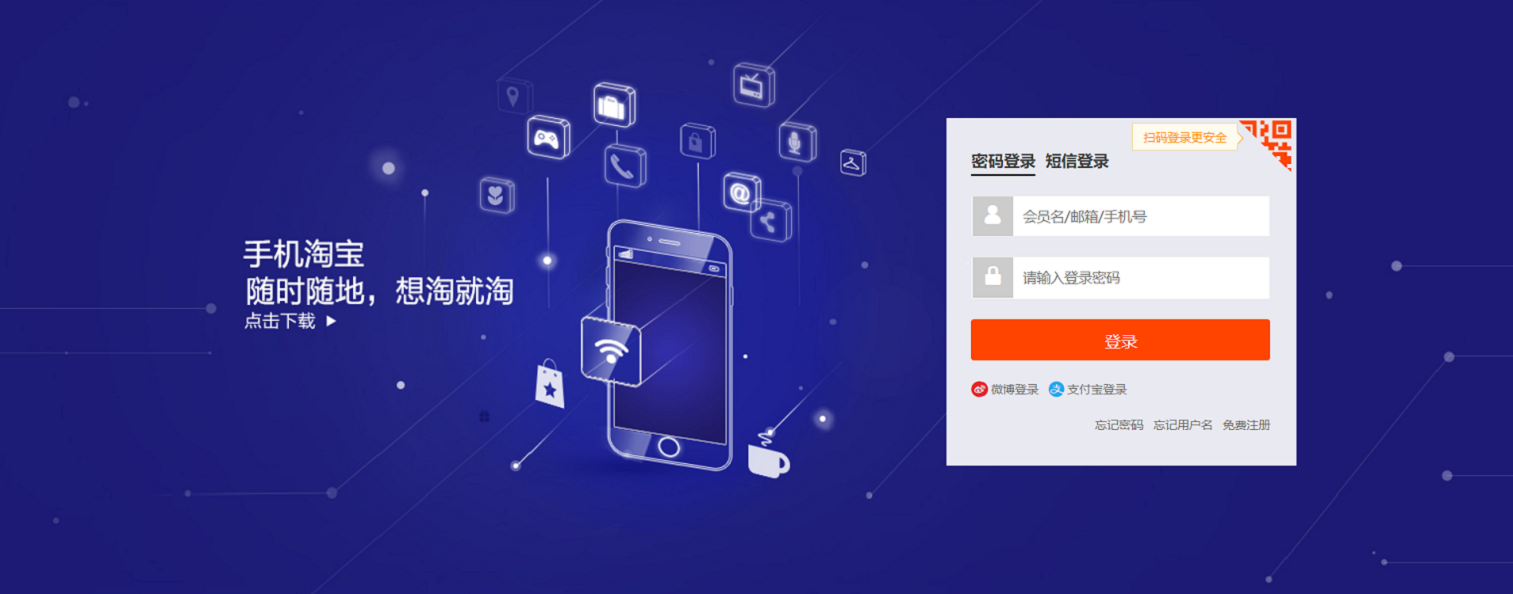 手机淘宝
随时随地，想淘就淘
点击下载
扫码登录更安全
密码登录 短信登录
会员名/邮箱/手机号
请输入登录密码
登录
微博登录 支付宝登录
忘记密码 忘记用户名 免费注册